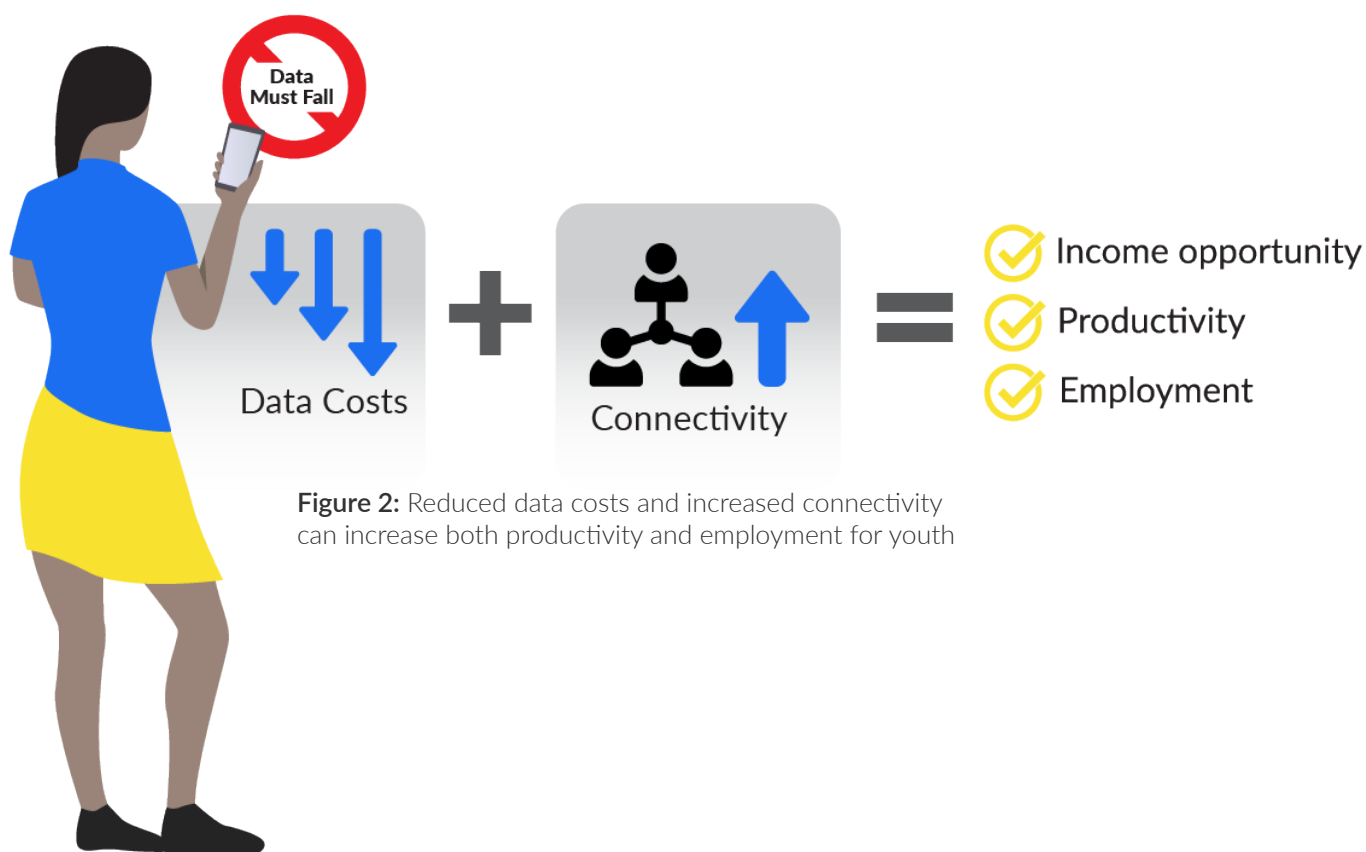 Data
Must Fall
Data Costs
Connectivity
Income opportunity
Productivity
Employment
Figure 2: Reduced data costs and increased connectivity
can increase both productivity and employment for youth